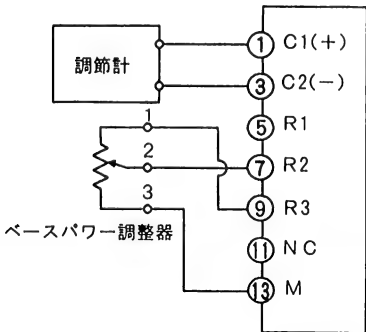 ① C1(+)
調節計
③ C2(−)
1
⑤ R1
2
⑦ R2
3
⑨ R3
ベースパワー調整器
⑪ NC
⑬ M